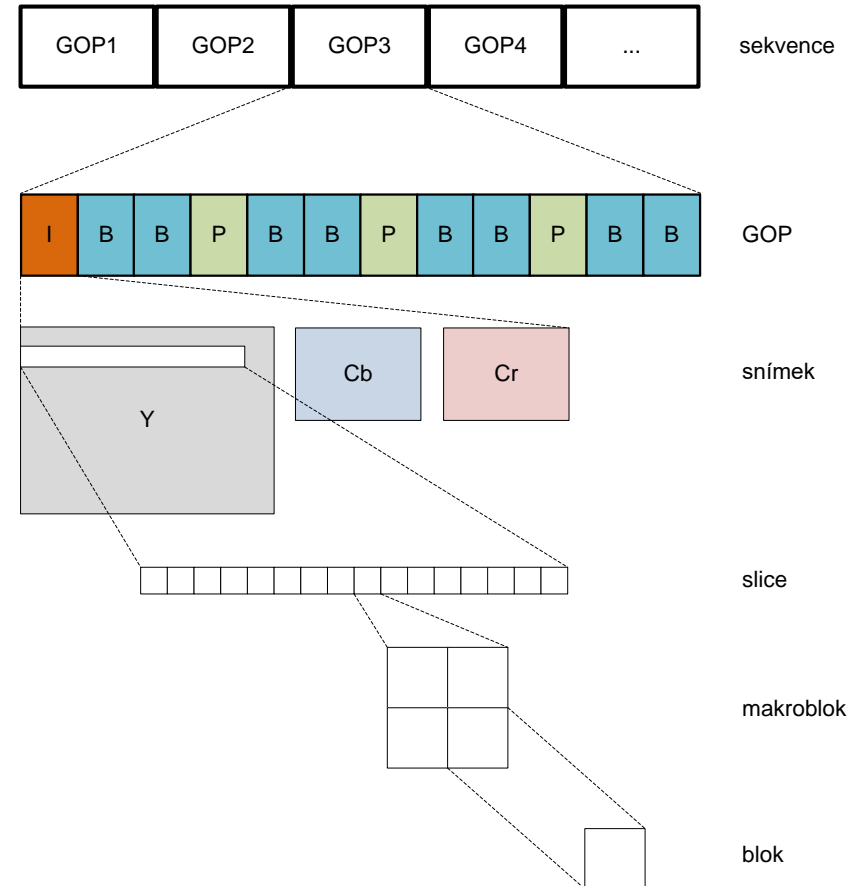 GOP1 GOP2 GOP3 GOP4 ... sekvence
I B B P B B P B B P B B GOP
Cb Cr snímek
Y
slice
makroblok
blok